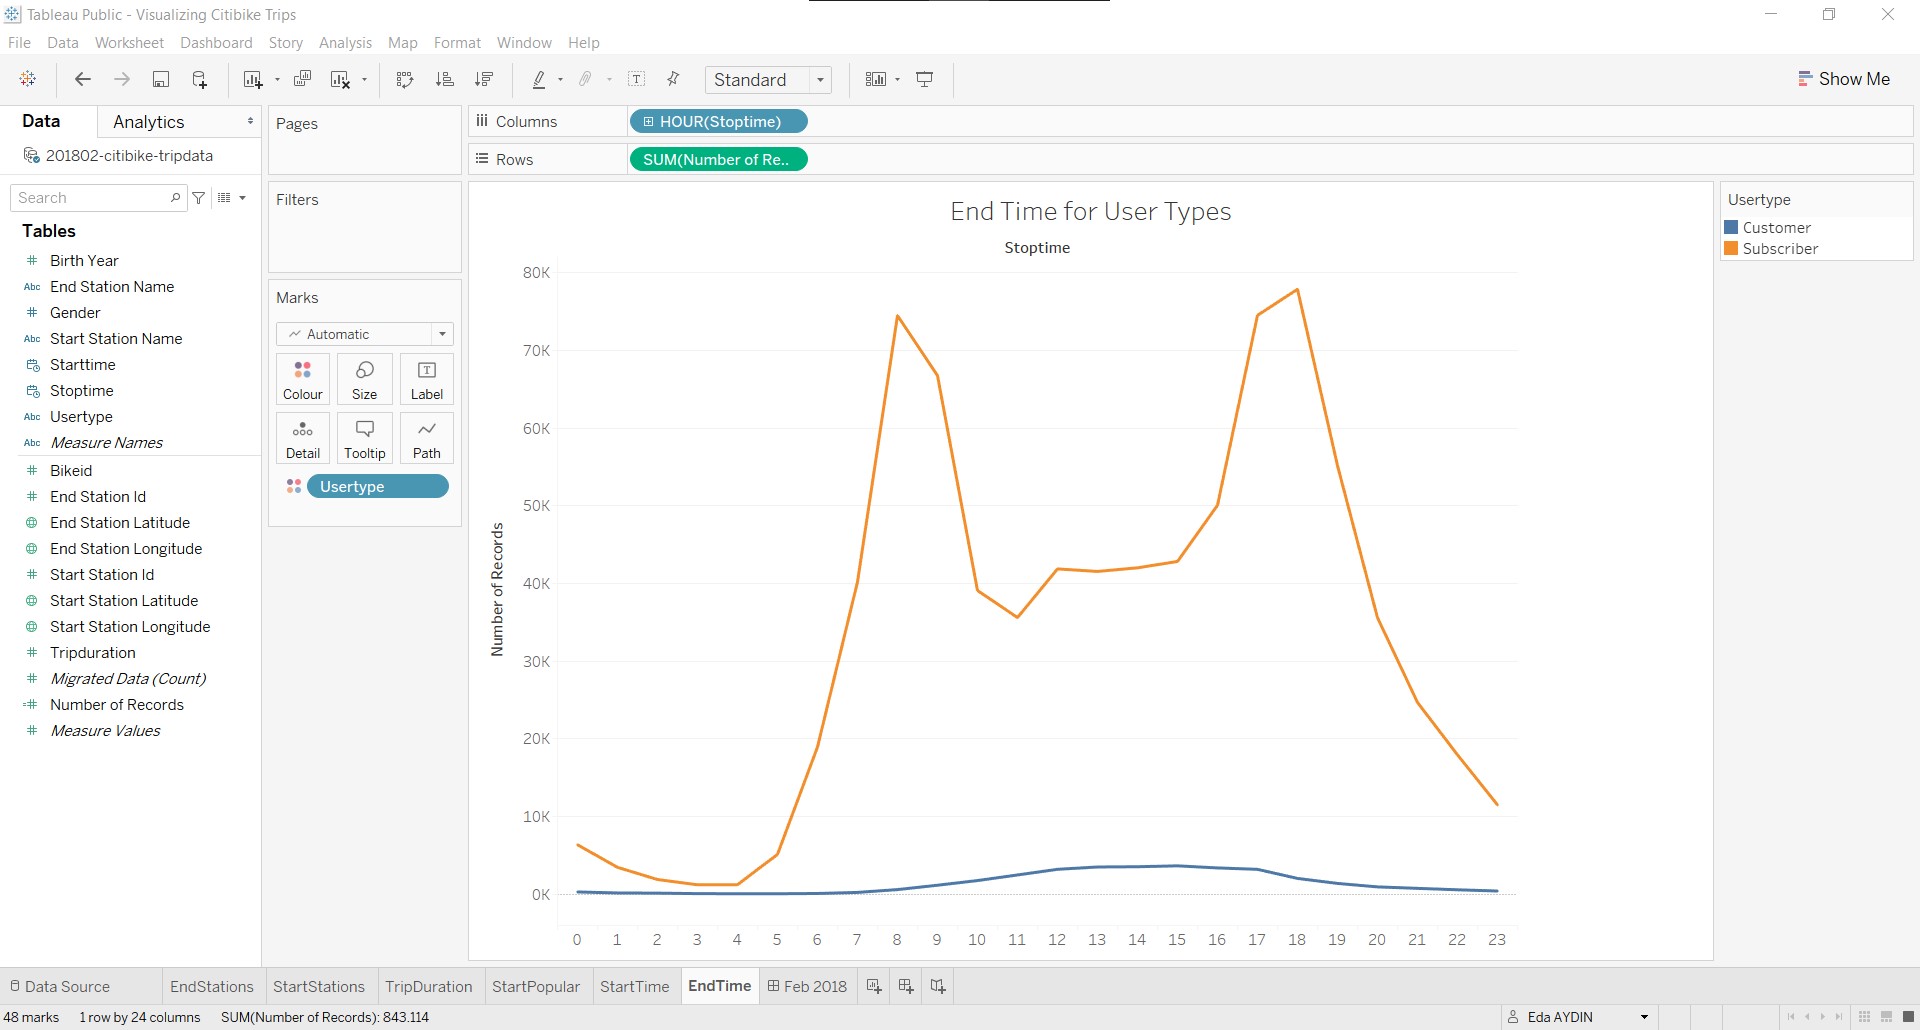 Tableau Public - Visualizing Citibike Trips
File Data Worksheet Dashboard Story Analysis Map Format Window Help
Standard
Show Me
Data
Analytics
201802-citibike-tripdata
Search
Tables
Birth Year
Abc End Station Name
Gender
Abc Start Station Name
Starttime
Stoptime
Abc Usertype
Abc Measure Names
Bikeid
End Station Id
End Station Latitude
End Station Longitude
Start Station Id
Start Station Latitude
Start Station Longitude
Tripduration
Migrated Data (Count)
Number of Records
Measure Values
Pages
Filters
Marks
Automatic
Colour Size Label
Detail Tooltip Path
Usertype
Columns
HOUR(Stoptime)
Rows
SUM(Number of Re..
End Time for User Types
Stoptime
80K
70K
60K
50K
40K
30K
20K
10K
0K
Number of Records
0 1 2 3 4 5 6 7 8 9 10 11 12 13 14 15 16 17 18 19 20 21 22 23
Usertype
Customer
Subscriber
Data Source EndStations StartStations TripDuration StartPopular StartTime EndTime Feb 2018
48 marks 1 row by 24 columns SUM(Number of Records): 843.114
Eda AYDIN